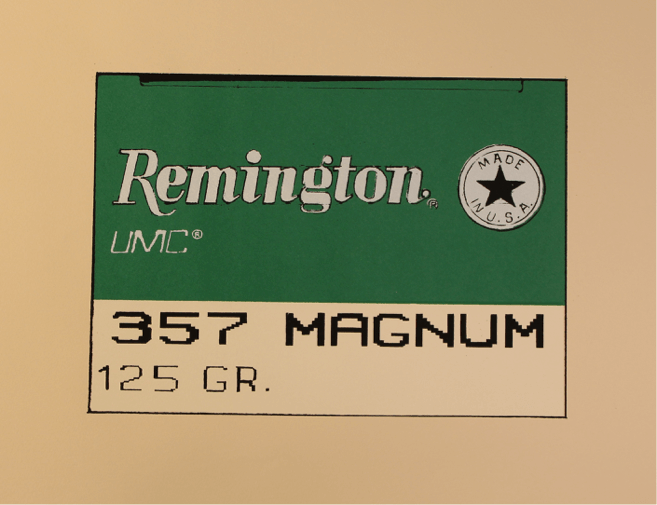 Remington®
MADE
IN U.S.A.
UMC®
357 MAGNUM
125 GR.